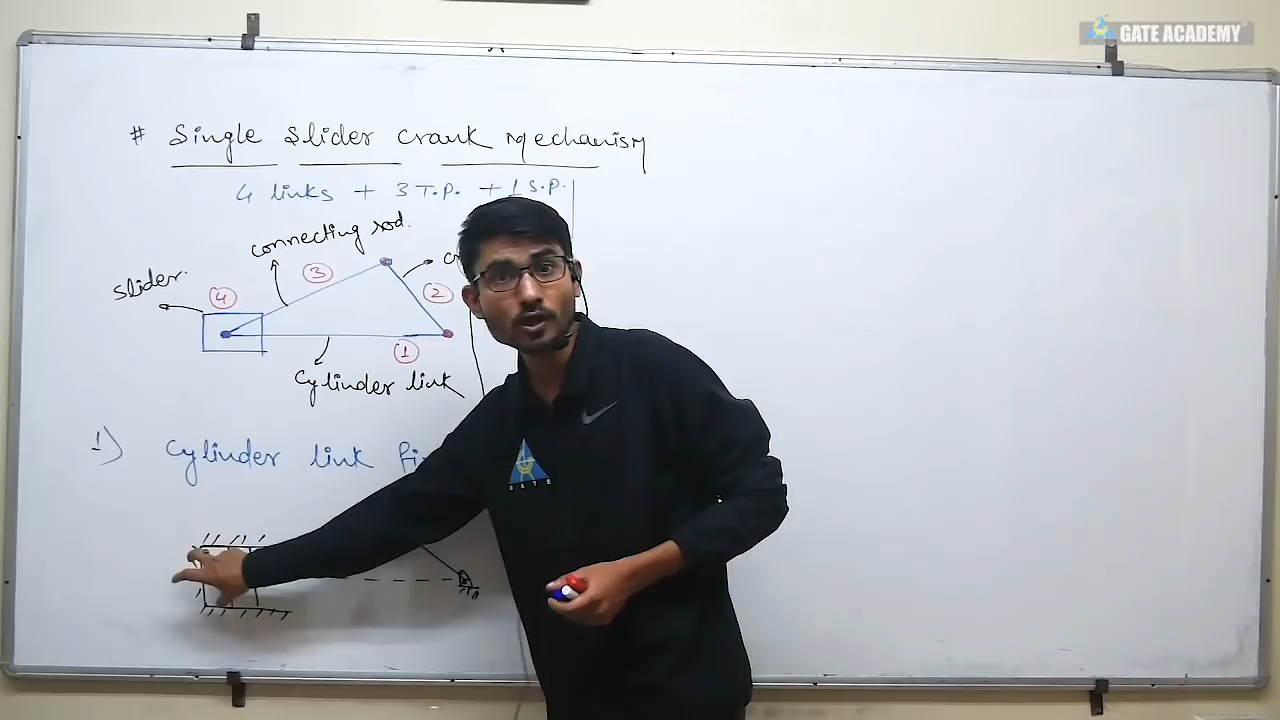 GATE ACADEMY
# Single Slider Crank Mechanism
4 links + 3 T.P. + 1 S.P.
connecting rod.
slider.
3
4
2
1
Cylinder link
1) Cylinder link
GATE